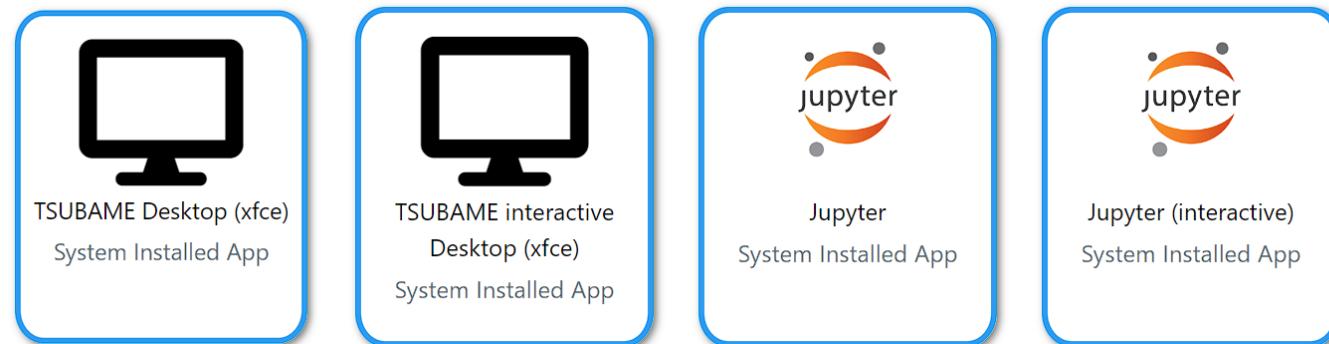 TSUBAME Desktop (xfce)
System Installed App
TSUBAME interactive
Desktop (xfce)
System Installed App
jupyter
Jupyter
System Installed App
jupyter
Jupyter (interactive)
System Installed App